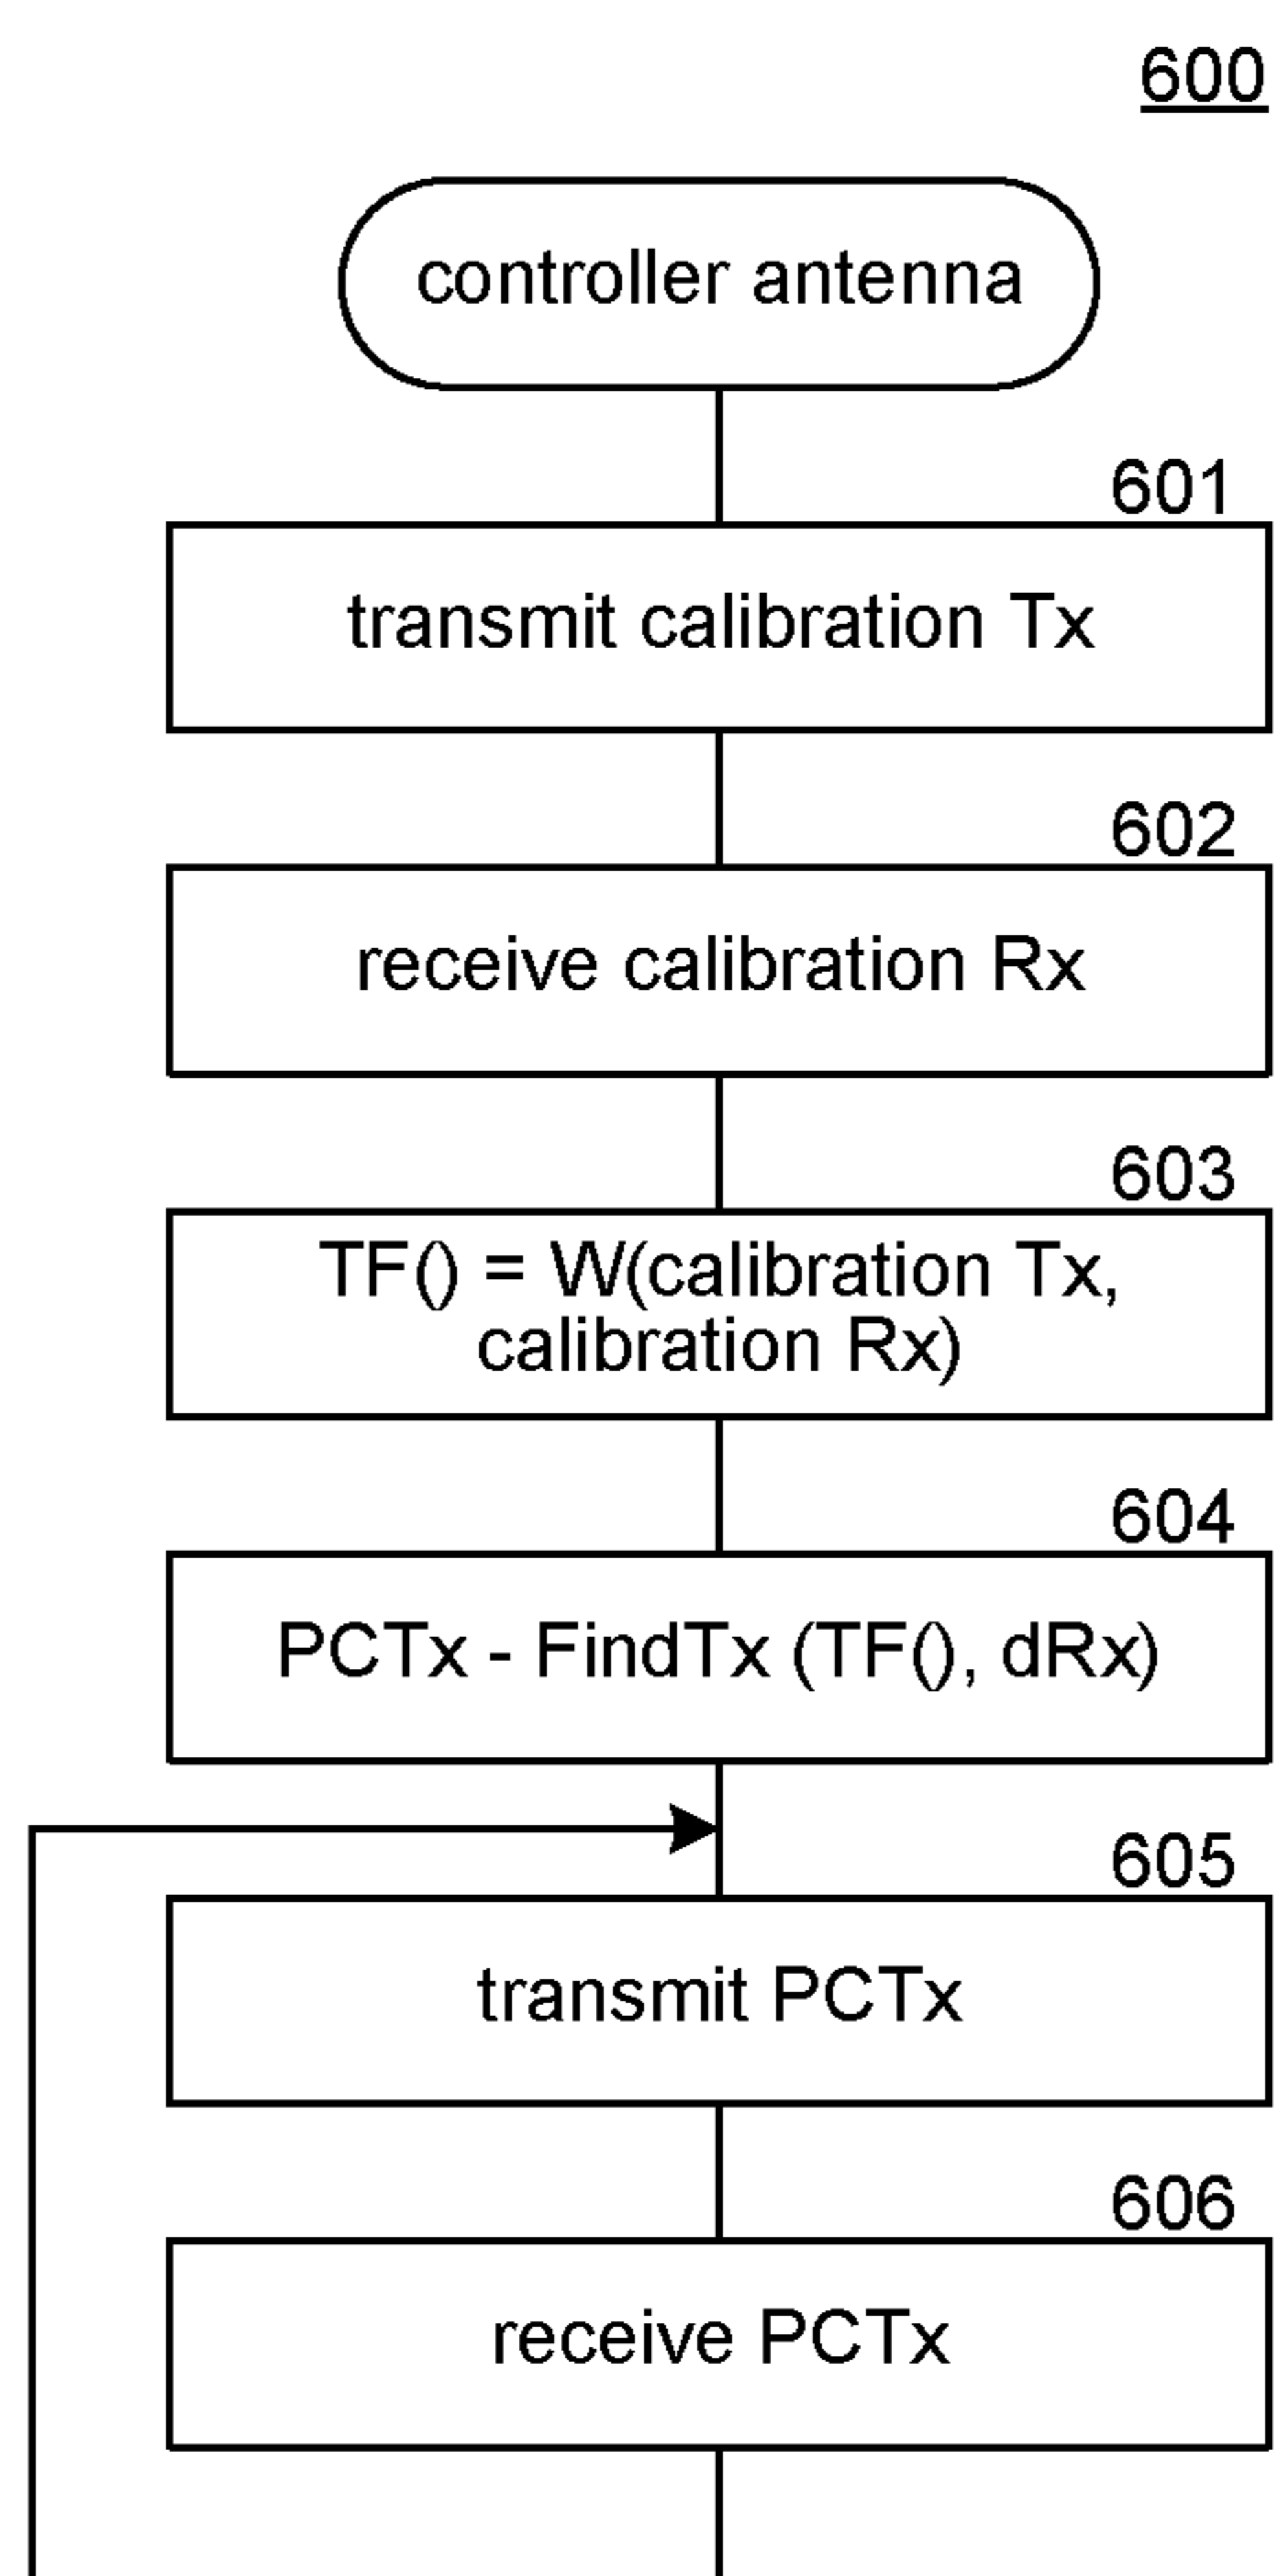 600
controller antenna
601
transmit calibration Tx
602
receive calibration Rx
603
TF() = W(calibration Tx,
calibration Rx)
604
PCTx - FindTx (TF(), dRx)
605
transmit PCTx
606
receive PCTx